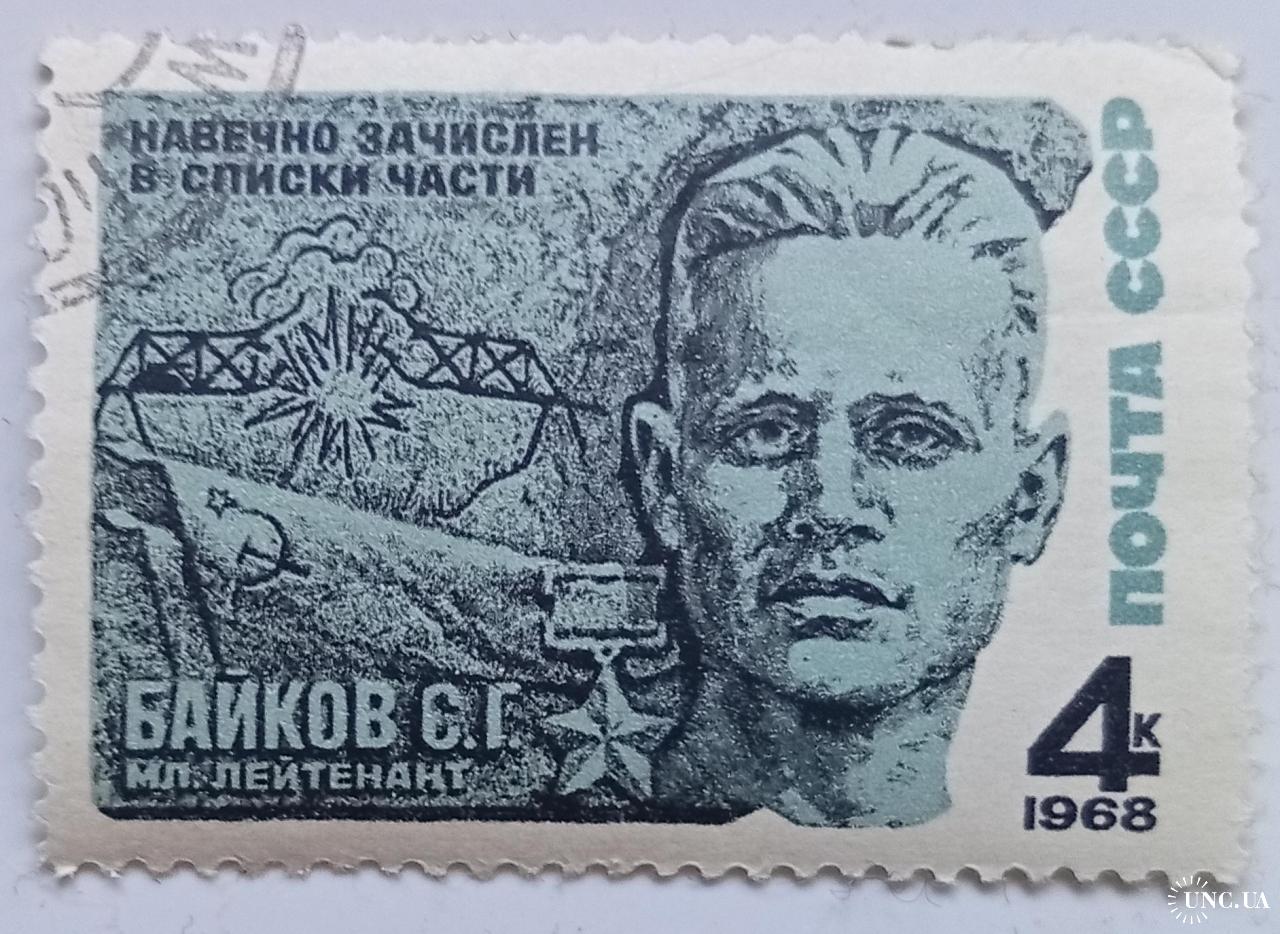 НАВЕЧНО ЗАЧИСЛЕН
В СПИСКИ ЧАСТИ
ПОЧТА СССР
БАЙКОВ Є.Г.
МЛ. ЛЕЙТЕНАНТ
4к
1968
UNC.UA